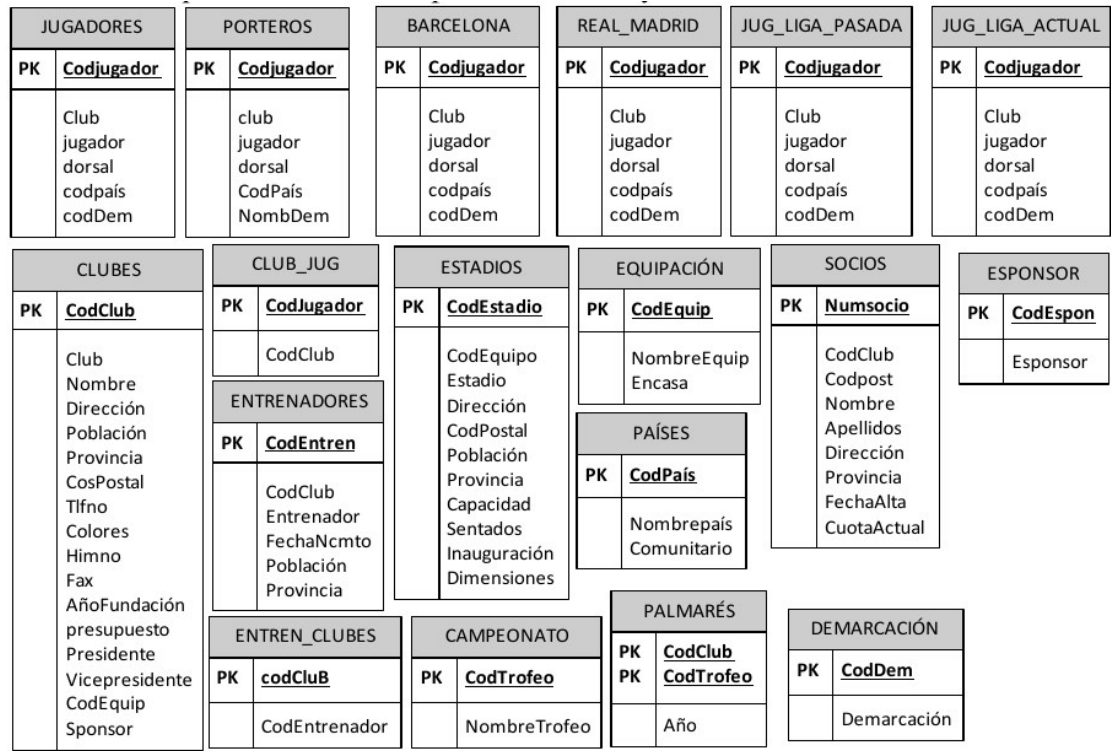 JUGADORES
PK Codjugador
Club
jugador
dorsal
codpaís
codDem
PORTEROS
PK Codjugador
club
jugador
dorsal
CodPaís
NombDem
BARCELONA
PK Codjugador
Club
jugador
dorsal
codpaís
codDem
REAL_MADRID
PK Codjugador
Club
jugador
dorsal
codpaís
codDem
JUG_LIGA_PASADA
PK Codjugador
Club
jugador
dorsal
codpaís
codDem
JUG_LIGA_ACTUAL
PK Codjugador
Club
jugador
dorsal
codpaís
codDem
CLUBES
PK CodClub
Club
Nombre
Dirección
Población
Provincia
CosPostal
Tlfno
Colores
Himno
Fax
AñoFundación
presupuesto
Presidente
Vicepresidente
CodEquip
Sponsor
CLUB_JUG
PK CodJugador
CodClub
ENTRENADORES
PK CodEntren
CodClub
Entrenador
FechaNcmto
Población
Provincia
ENTREN_CLUBES
PK codCluB
CodEntrenador
ESTADIOS
PK CodEstadio
CodEquipo
Estadio
Dirección
CodPostal
Población
Provincia
Capacidad
Sentados
Inauguración
Dimensiones
CAMPEONATO
PK CodTrofeo
NombreTrofeo
EQUIPACIÓN
PK CodEquip
NombreEquip
Encasa
PAÍSES
PK CodPaís
Nombrepaís
Comunitario
PALMARÉS
PK CodClub
PK CodTrofeo
Año
SOCIOS
PK Numsocio
CodClub
Codpost
Nombre
Apellidos
Dirección
Provincia
FechaAlta
CuotaActual
DEMARCACIÓN
PK CodDem
Demarcación
ESPONSOR
PK CodEspon
Esponsor